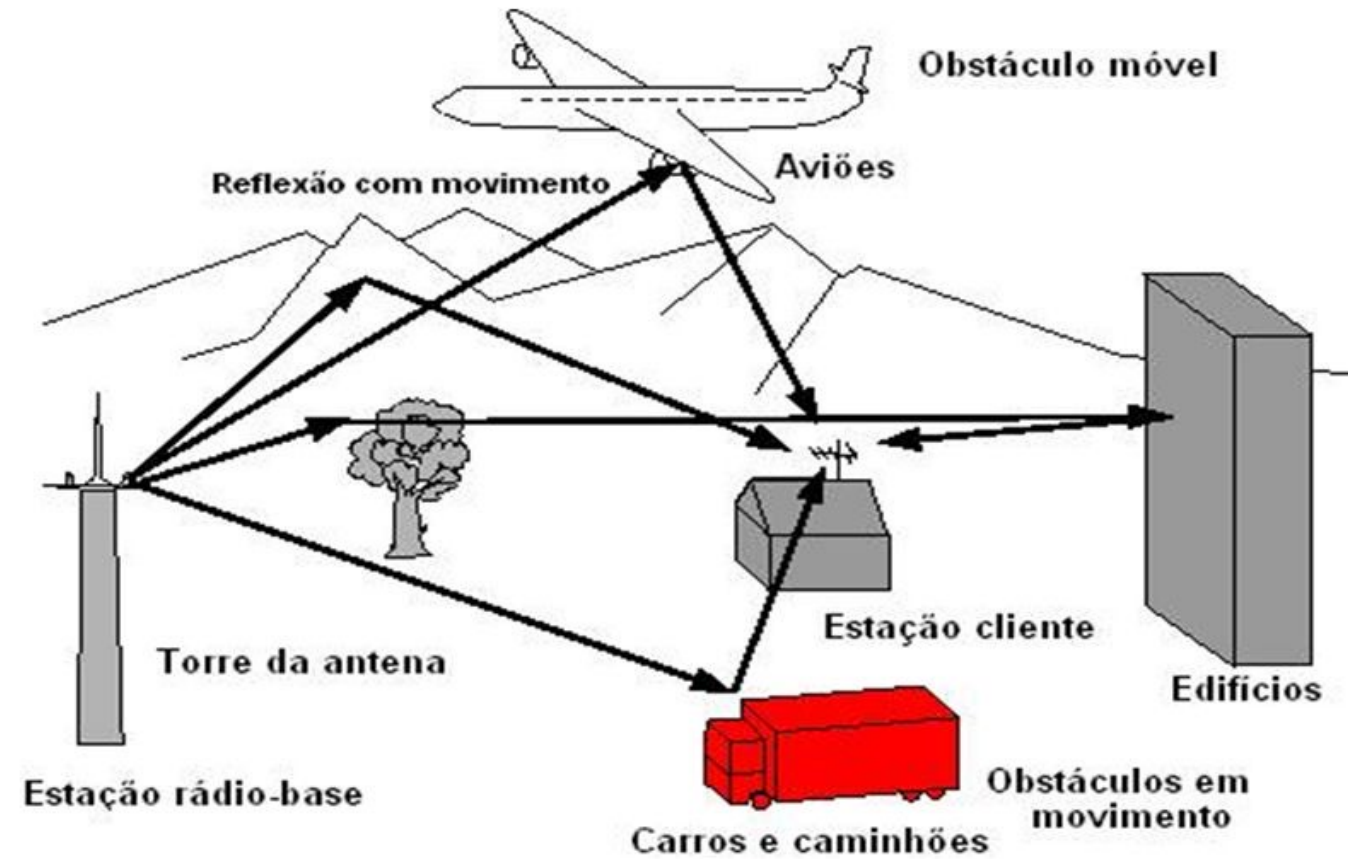 Obstáculo móvel
Aviões
Reflexão com movimento
Estação cliente
Torre da antena
Edifícios
Estação rádio-base
Obstáculos em
movimento
Carros e caminhões